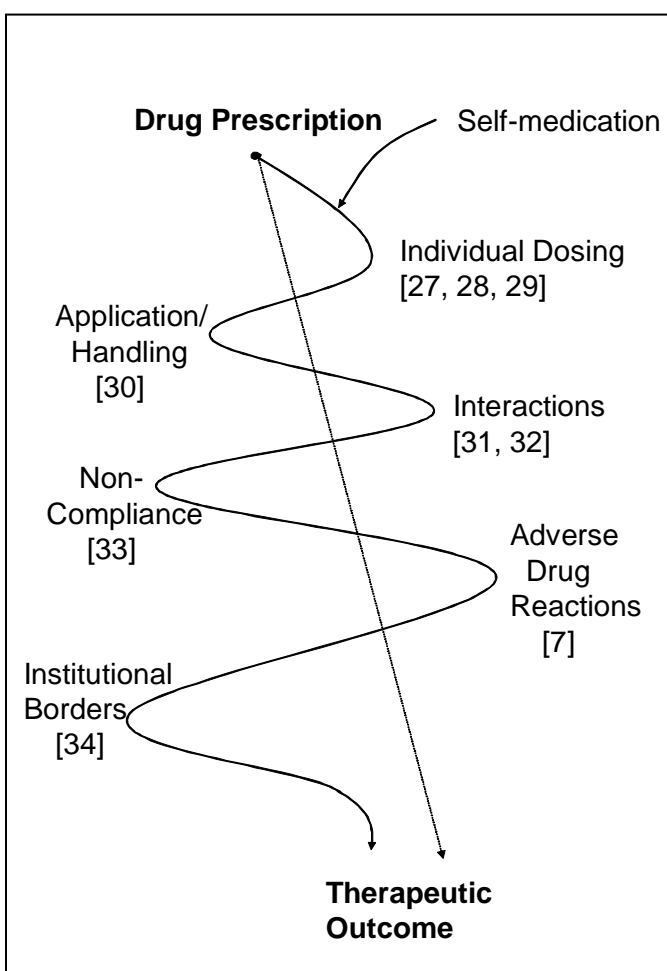 Drug Prescription
Self-medication
Individual Dosing
[27, 28, 29]
Application/
Handling
[30]
Interactions
[31, 32]
Non-
Compliance
[33]
Adverse
Drug
Reactions
[7]
Institutional
Borders
[34]
Therapeutic
Outcome